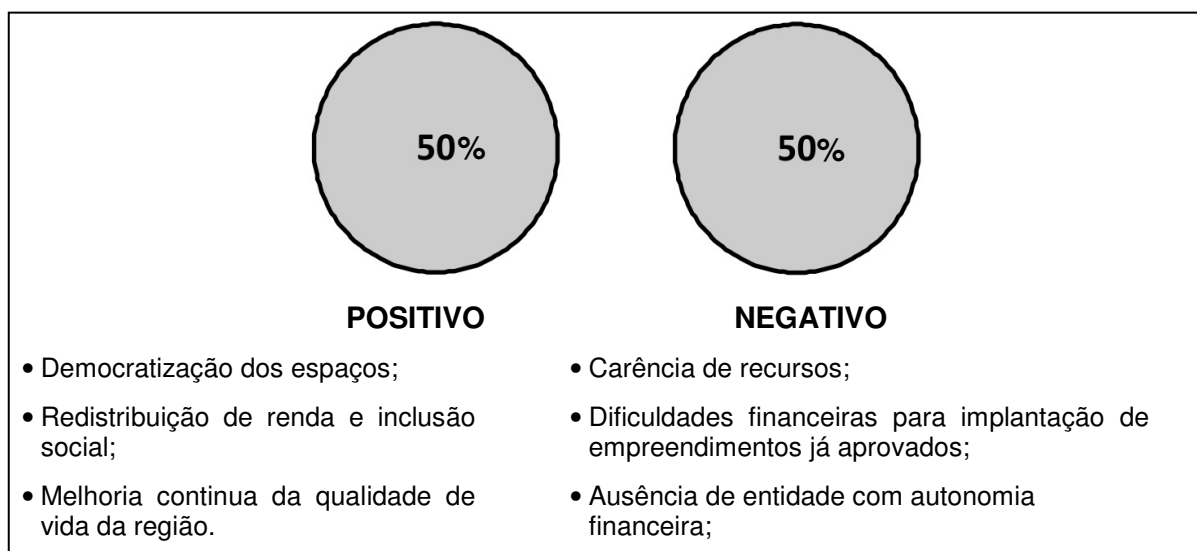 50%
50%
POSITIVO
NEGATIVO
• Democratização dos espaços;
• Redistribuição de renda e inclusão
social;
• Melhoria continua da qualidade de
vida da região.
• Carência de recursos;
• Dificuldades financeiras para implantação de
empreendimentos já aprovados;
• Ausência de entidade com autonomia
financeira;